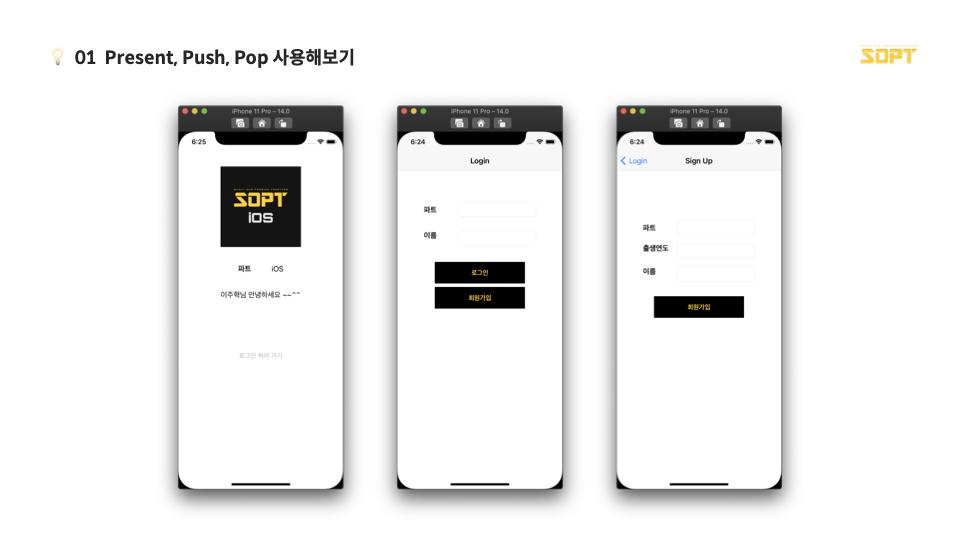 01 Present, Push, Pop 사용해보기
SOPT
iPhone 11 Pro – 14.0
6:25
SOPT
iOS
파트 iOS
이주혁님 안녕하세요 ~~^^
로그인 하러 가기
iPhone 11 Pro – 14.0
6:24
Login
파트
이름
로그인
회원가입
iPhone 11 Pro – 14.0
6:24
Login Sign Up
파트
출생연도
이름
회원가입